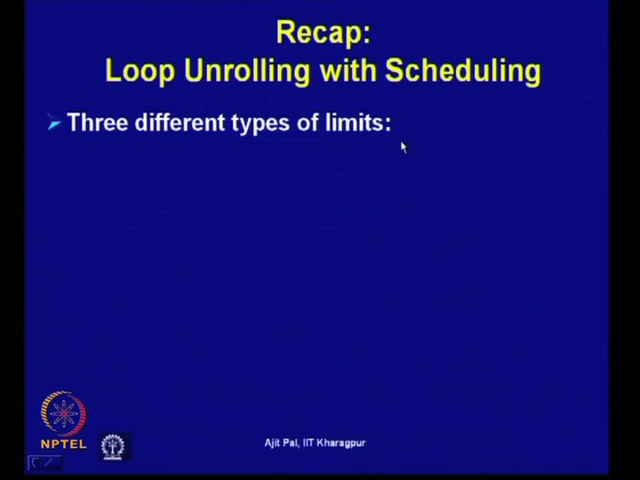 Recap:
Loop Unrolling with Scheduling
Three different types of limits:
NPTEL
Ajit Pal, IIT Kharagpur